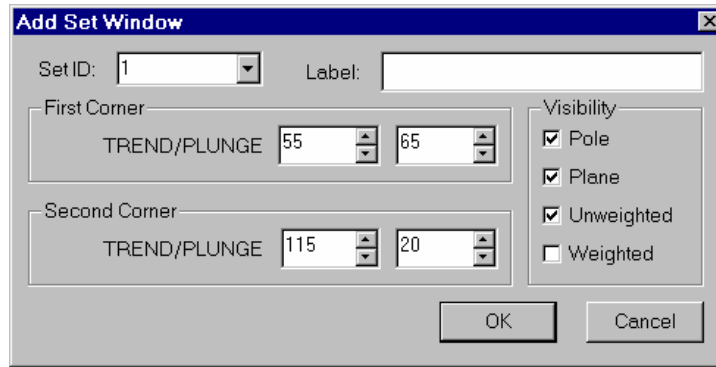 Add Set Window
Set ID: 1 Label:
First Corner
TREND/PLUNGE 55 65
Second Corner
TREND/PLUNGE 115 20
Visibility
Pole
Plane
Unweighted
Weighted
OK Cancel